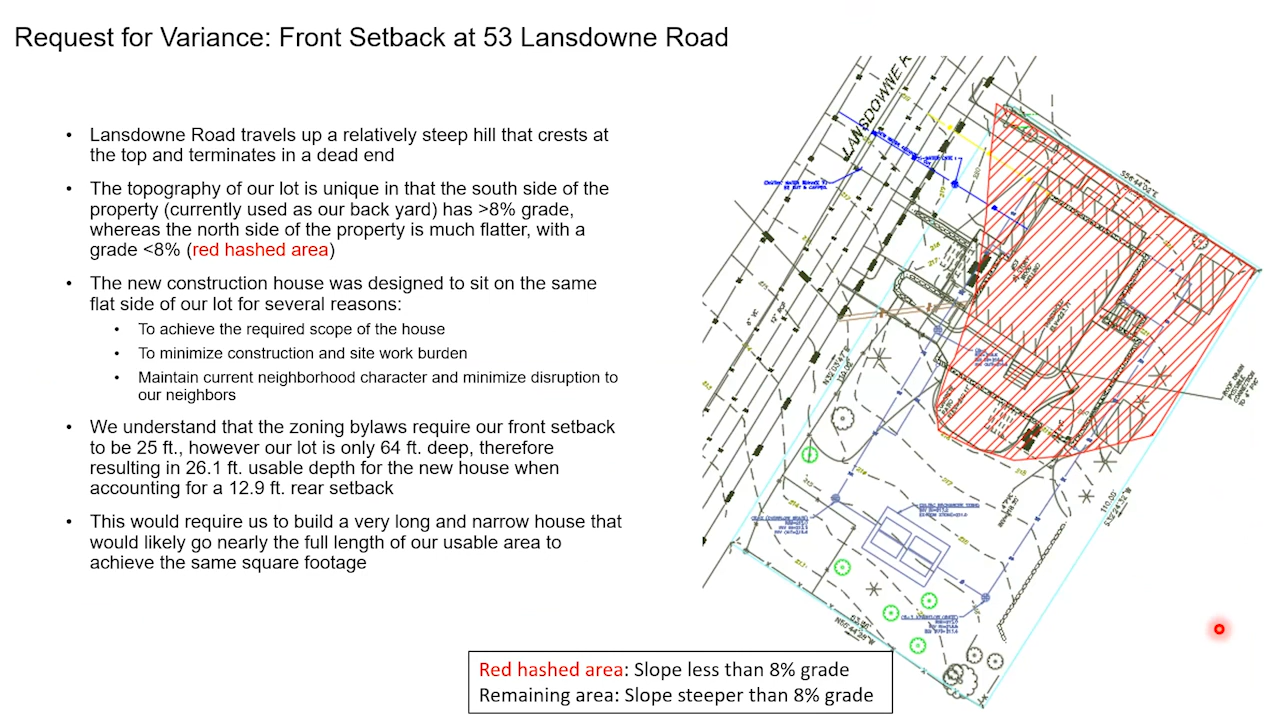 Request for Variance: Front Setback at 53 Lansdowne Road
• Lansdowne Road travels up a relatively steep hill that crests at
the top and terminates in a dead end
• The topography of our lot is unique in that the south side of the
property (currently used as our back yard) has >8% grade,
whereas the north side of the property is much flatter, with a
grade <8% (red hashed area)
• The new construction house was designed to sit on the same
flat side of our lot for several reasons:
• To achieve the required scope of the house
• To minimize construction and site work burden
• Maintain current neighborhood character and minimize disruption to
our neighbors
• We understand that the zoning bylaws require our front setback
to be 25 ft., however our lot is only 64 ft. deep, therefore
resulting in 26.1 ft. usable depth for the new house when
accounting for a 12.9 ft. rear setback
• This would require us to build a very long and narrow house that
would likely go nearly the full length of our usable area to
achieve the same square footage
LANSDOWNE R
S56°44'02"E
110.00'
Red hashed area: Slope less than 8% grade
Remaining area: Slope steeper than 8% grade